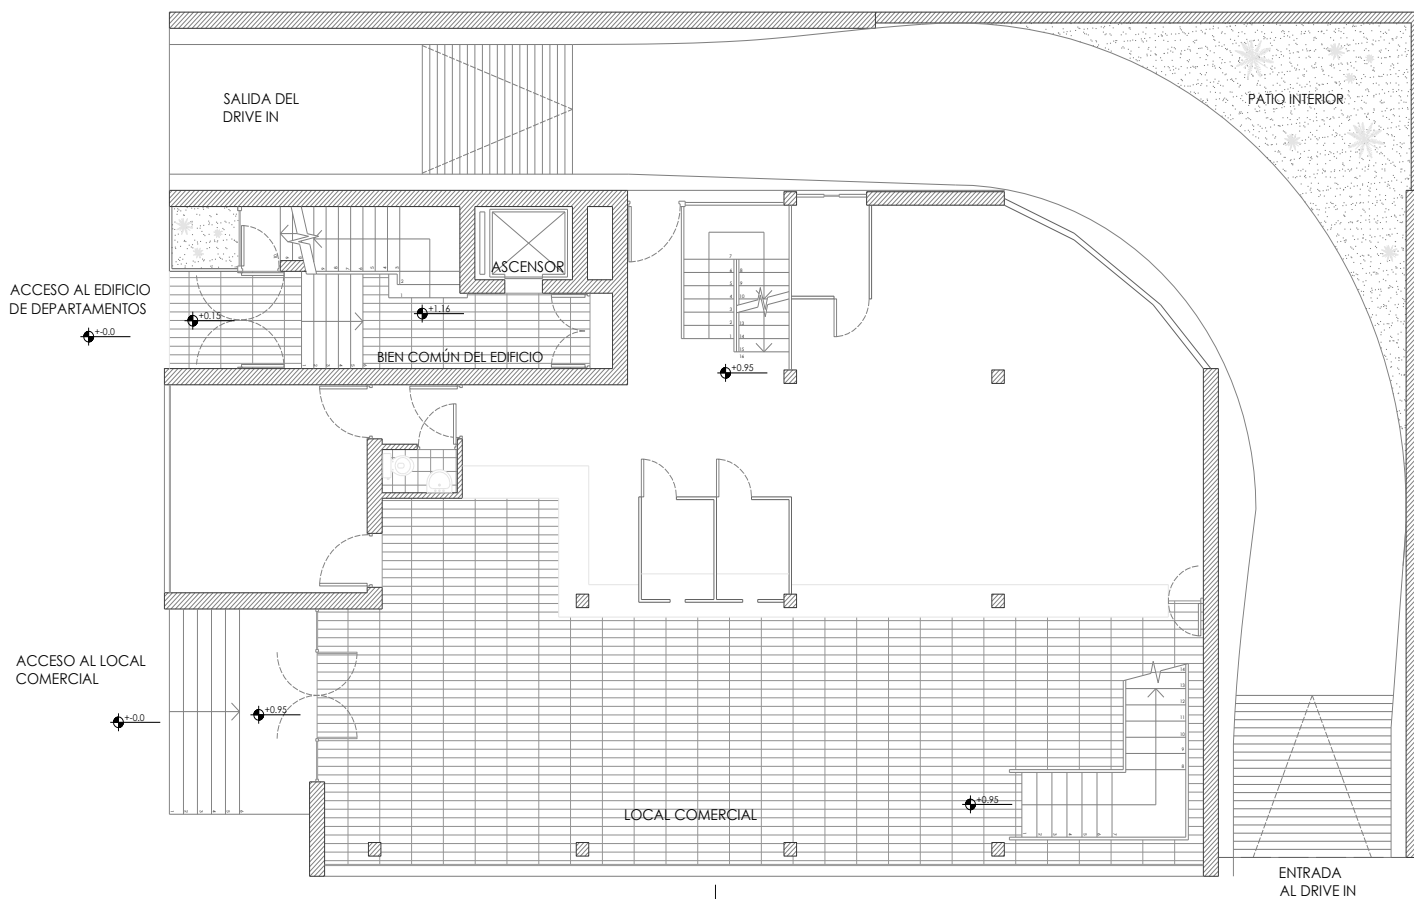 SALIDA DEL
DRIVE IN
PATIO INTERIOR
ASCENSOR
ACCESO AL EDIFICIO
DE DEPARTAMENTOS
+-0.0
+0.15
+1.16
BIEN COMÚN DEL EDIFICIO
+0.95
ACCESO AL LOCAL
COMERCIAL
+-0.0
+0.95
+0.95
LOCAL COMERCIAL
ENTRADA
AL DRIVE IN